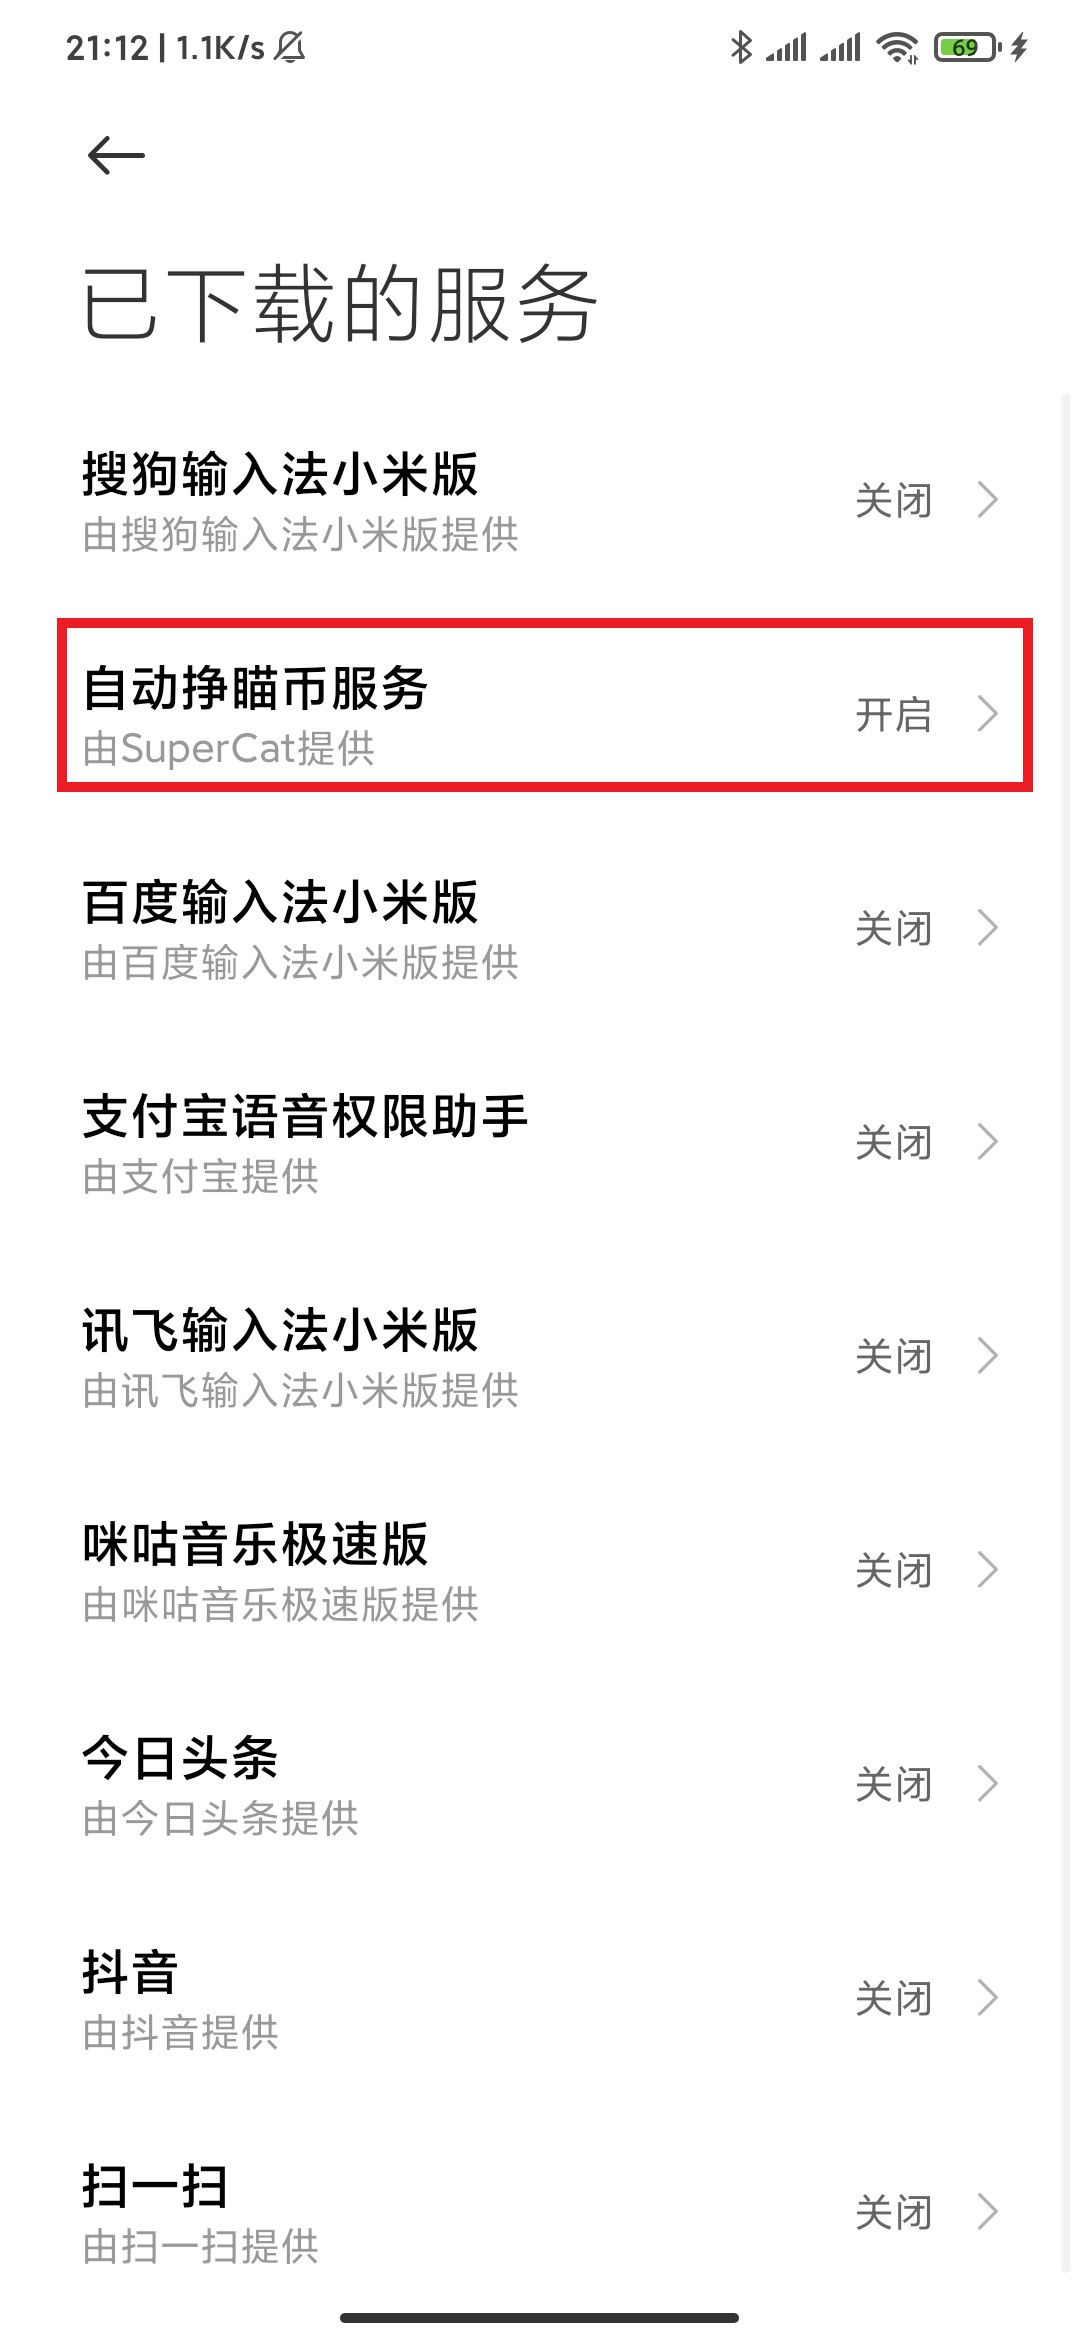 21:12 | 1.1K/s
69
已下载的服务
搜狗输入法小米版
由搜狗输入法小米版提供
关闭
自动挣瞄币服务
由SuperCat提供
开启
百度输入法小米版
由百度输入法小米版提供
关闭
支付宝语音权限助手
由支付宝提供
关闭
讯飞输入法小米版
由讯飞输入法小米版提供
关闭
咪咕音乐极速版
由咪咕音乐极速版提供
关闭
今日头条
由今日头条提供
关闭
抖音
由抖音提供
关闭
扫一扫
由扫一扫提供
关闭